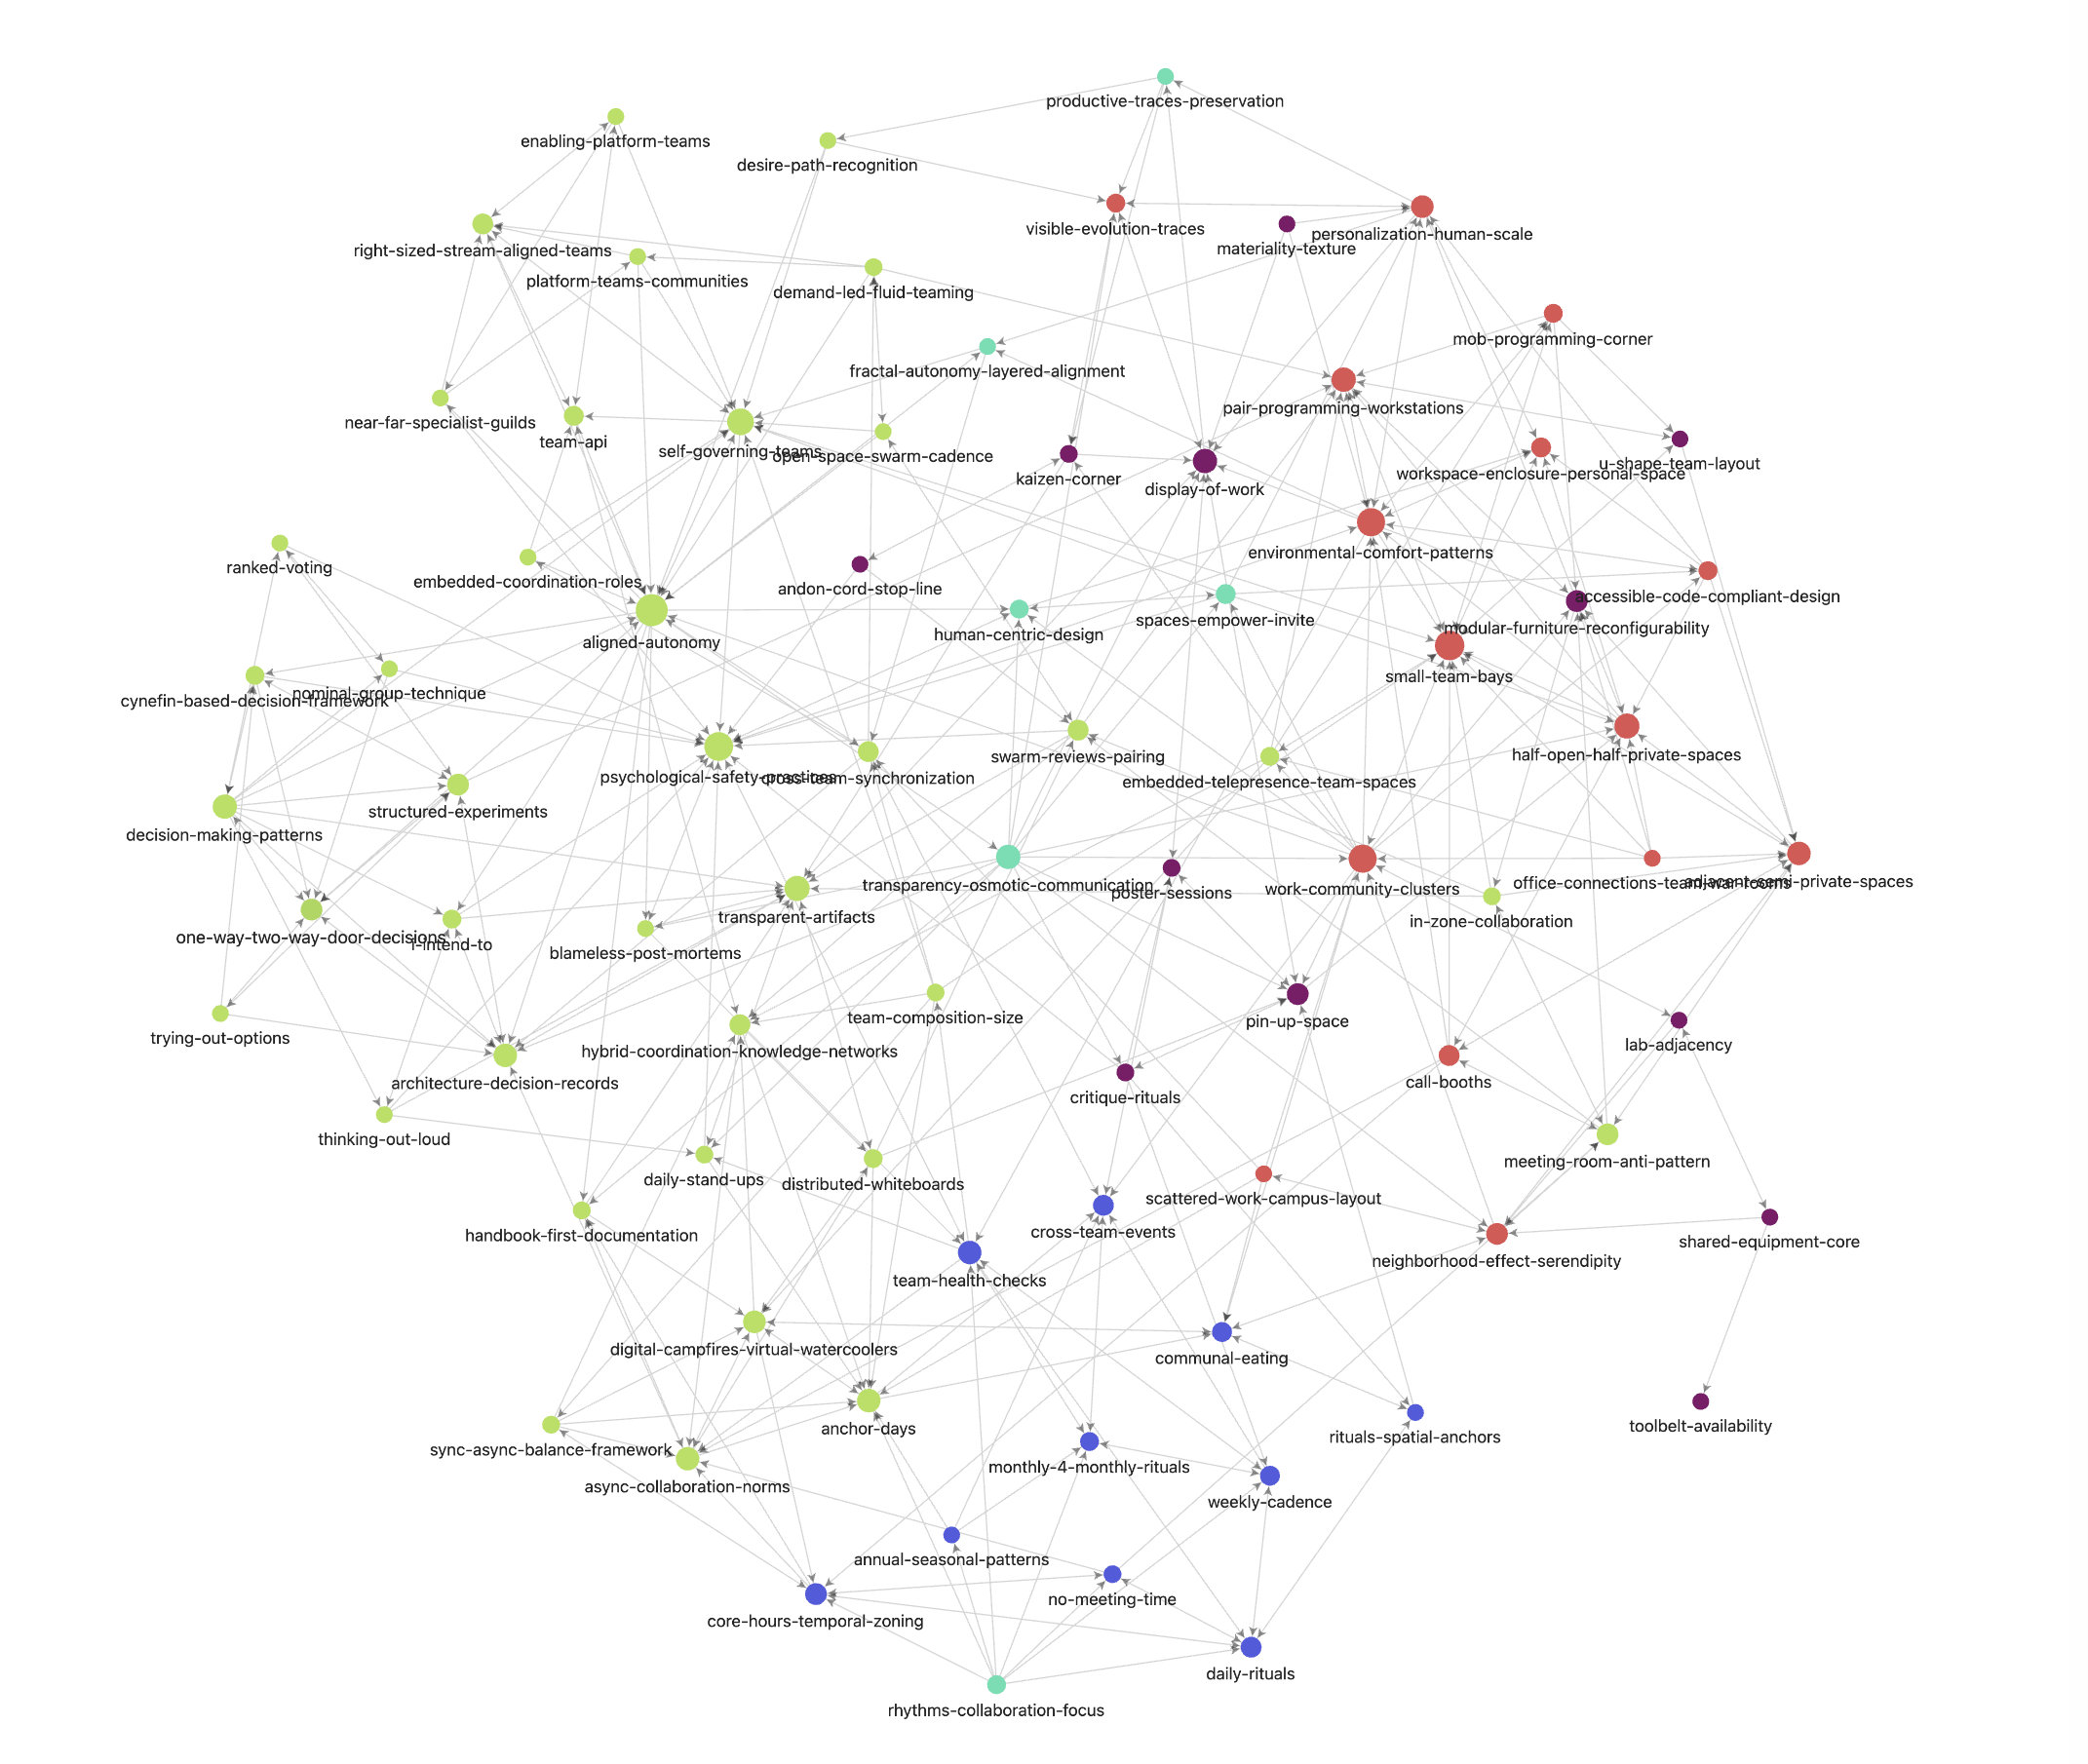 productive-traces-preservation
enabling-platform-teams
desire-path-recognition
visible-evolution-traces
personalization-human-scale
materiality-texture
right-sized-stream-aligned-teams
platform-teams-communities
demand-led-fluid-teaming
mob-programming-corner
fractal-autonomy-layered-alignment
pair-programming-workstations
near-far-specialist-guilds
team-api
self-governing-teams
open-space-swarm-cadence
u-shape-team-layout
workspace-enclosure-personal-space
kaizen-corner
display-of-work
environmental-comfort-patterns
ranked-voting
embedded-coordination-roles
andon-cord-stop-line
accessible-code-compliant-design
spaces-empower-invite
modular-furniture-reconfigurability
human-centric-design
aligned-autonomy
small-team-bays
nominal-group-technique
cynefin-based-decision-framework
half-open-half-private-spaces
swarm-reviews-pairing
psychological-safety-practices
cross-team-synchronization
embedded-telepresence-team-spaces
structured-experiments
decision-making-patterns
transparency-osmotic-communication
poster-sessions
work-community-clusters
office-connections-team-war-rooms
adjacent-semi-private-spaces
transparent-artifacts
in-zone-collaboration
one-way-two-way-door-decisions
i-intend-to
blameless-post-mortems
team-composition-size
pin-up-space
trying-out-options
hybrid-coordination-knowledge-networks
lab-adjacency
architecture-decision-records
call-booths
critique-rituals
thinking-out-loud
meeting-room-anti-pattern
daily-stand-ups
distributed-whiteboards
scattered-work-campus-layout
handbook-first-documentation
cross-team-events
shared-equipment-core
neighborhood-effect-serendipity
team-health-checks
digital-campfires-virtual-watercoolers
communal-eating
toolbelt-availability
anchor-days
rituals-spatial-anchors
sync-async-balance-framework
monthly-4-monthly-rituals
async-collaboration-norms
weekly-cadence
annual-seasonal-patterns
no-meeting-time
core-hours-temporal-zoning
daily-rituals
rhythms-collaboration-focus